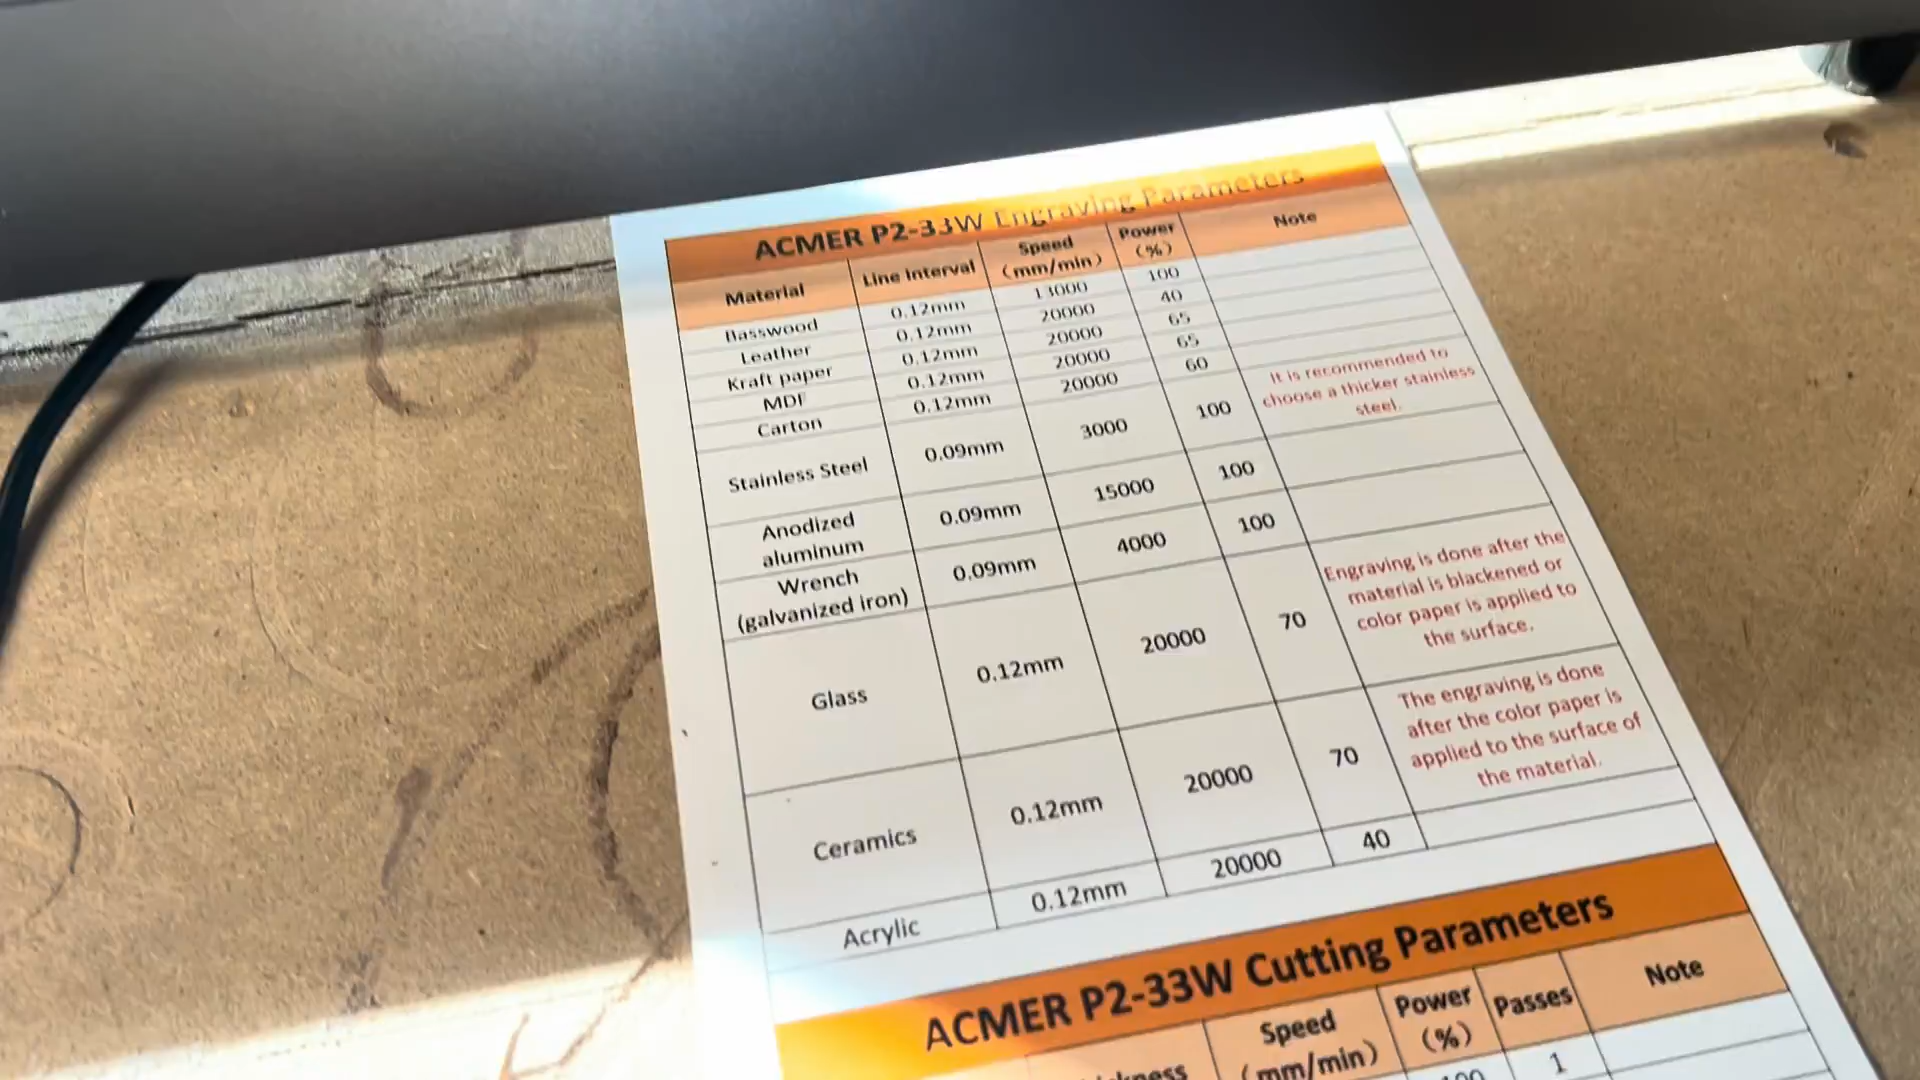 ACMER P2-33W Engraving Parameters
Material Line Interval Speed (mm/min) Power (%) Note
Basswood 0.12mm 13000 100
Leather 0.12mm 20000 40
Kraft paper 0.12mm 20000 65
MDF 0.12mm 20000 65
Carton 0.12mm 20000 60
Stainless Steel 0.09mm 3000 100 It is recommended to
choose a thicker stainless
steel.
Anodized
aluminum 0.09mm 15000 100
Wrench
(galvanized iron) 0.09mm 4000 100
Glass 0.12mm 20000 70 Engraving is done after the
material is blackened or
color paper is applied to
the surface.
Ceramics 0.12mm 20000 70 The engraving is done
after the color paper is
applied to the surface of
the material.
Acrylic 0.12mm 20000 40
ACMER P2-33W Cutting Parameters
Speed (mm/min) Power (%) Passes Note
100 1